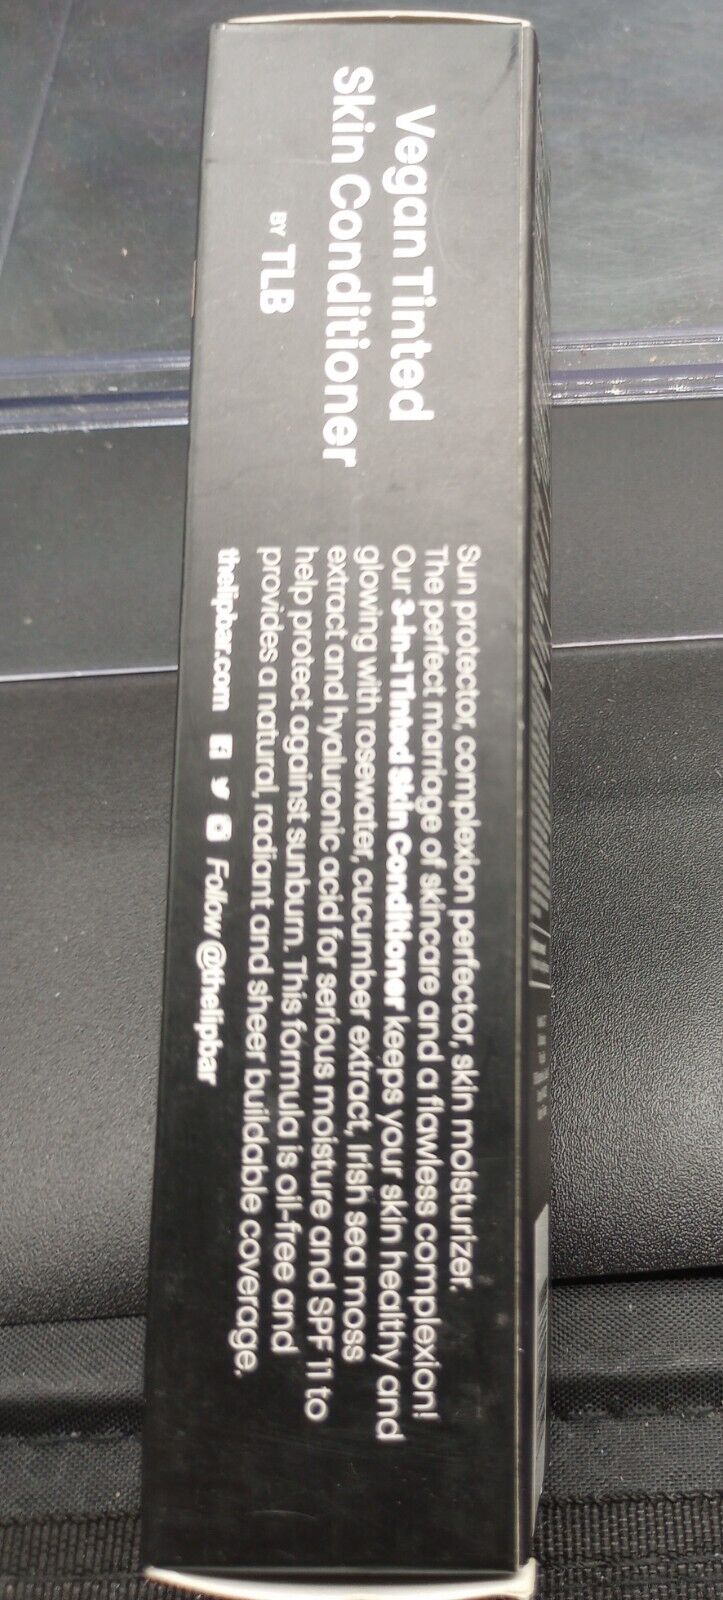 Vegan Tinted
Skin Conditioner
BY TLB
Sun protector, complexion perfector, skin moisturizer.
The perfect marriage of skincare and a flawless complexion!
Our 3-in-1 Tinted Skin Conditioner keeps your skin healthy and
glowing with rosewater, cucumber extract, Irish sea moss
extract and hyaluronic acid for serious moisture and SPF 11 to
help protect against sunburn. This formula is oil-free and
provides a natural, radiant and sheer buildable coverage.
thelipbar.com Follow @thelipbar